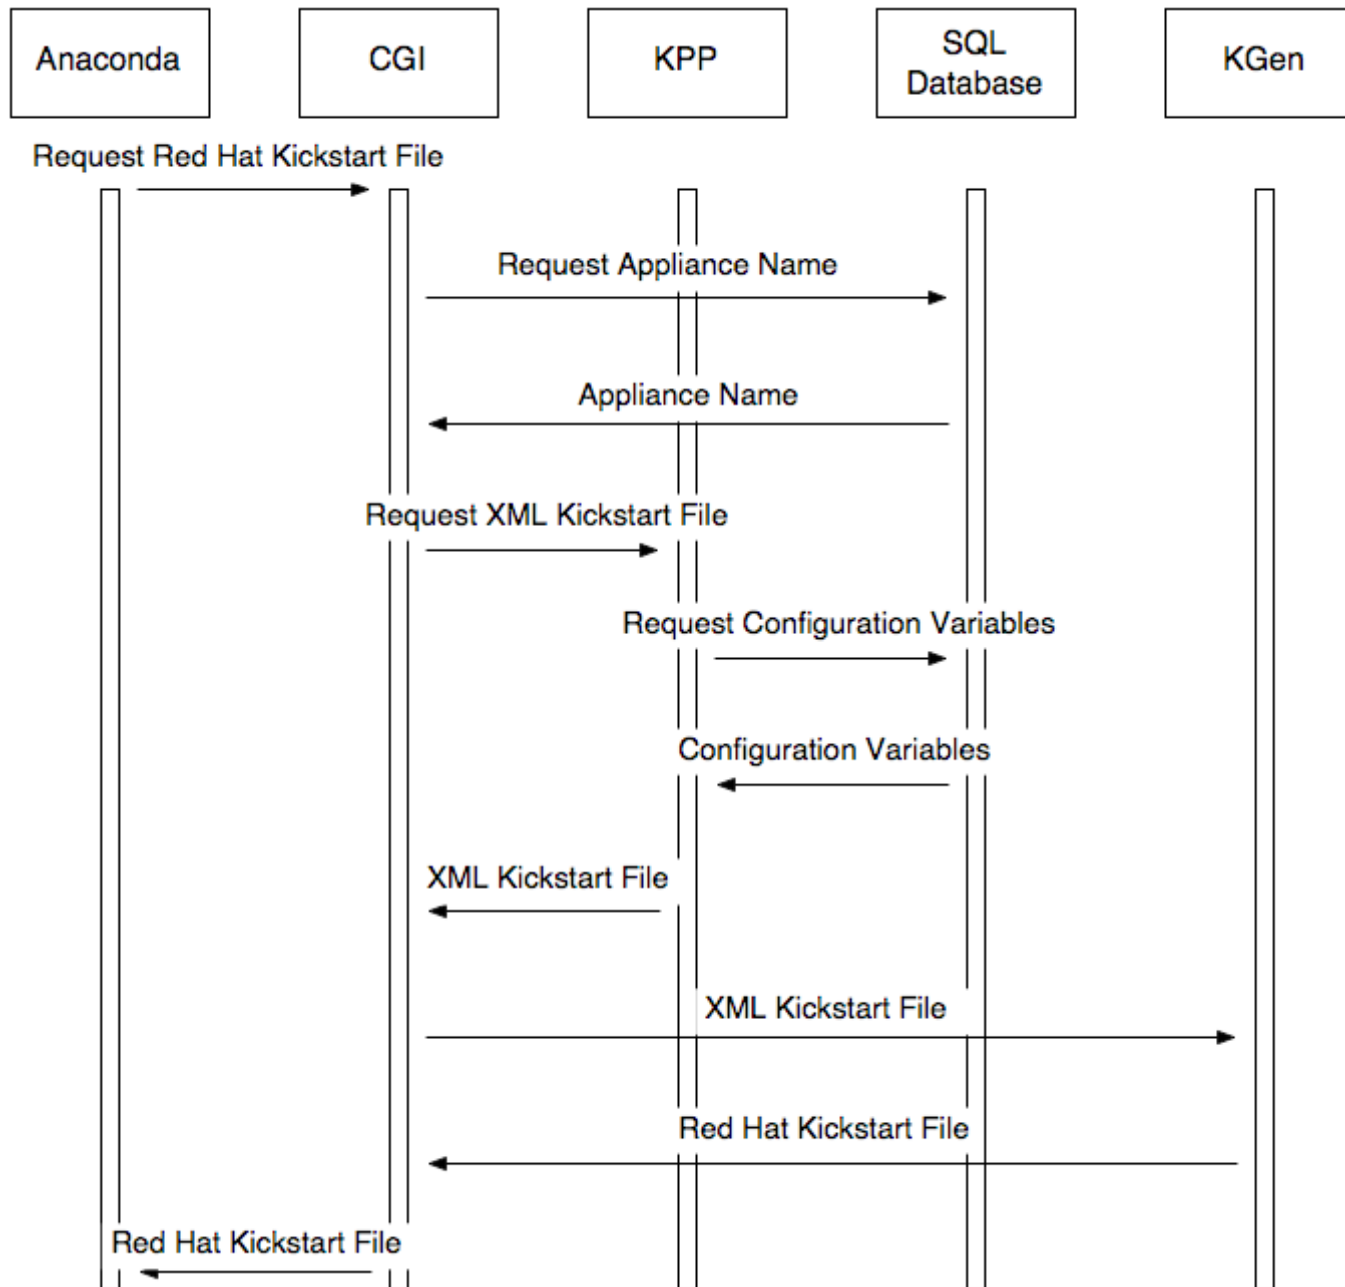 Anaconda
CGI
KPP
SQL
Database
KGen
Request Red Hat Kickstart File
Request Appliance Name
Appliance Name
Request XML Kickstart File
Request Configuration Variables
Configuration Variables
XML Kickstart File
XML Kickstart File
Red Hat Kickstart File
Red Hat Kickstart File